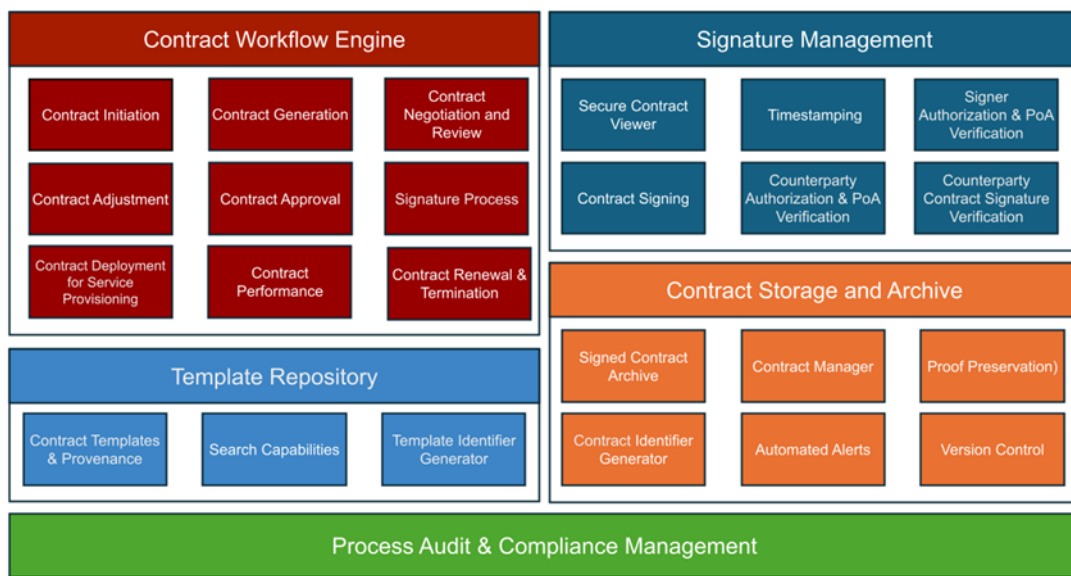 Contract Workflow Engine
Contract Initiation
Contract Generation
Contract
Negotiation and
Review
Contract Adjustment
Contract Approval
Signature Process
Contract Deployment
for Service
Provisioning
Contract
Performance
Contract Renewal &
Termination
Signature Management
Secure Contract
Viewer
Timestamping
Signer
Authorization & PoA
Verification
Contract Signing
Counterparty
Authorization & PoA
Verification
Counterparty
Contract Signature
Verification
Template Repository
Contract Templates
& Provenance
Search Capabilities
Template Identifier
Generator
Contract Storage and Archive
Signed Contract
Archive
Contract Manager
Proof Preservation)
Contract Identifier
Generator
Automated Alerts
Version Control
Process Audit & Compliance Management